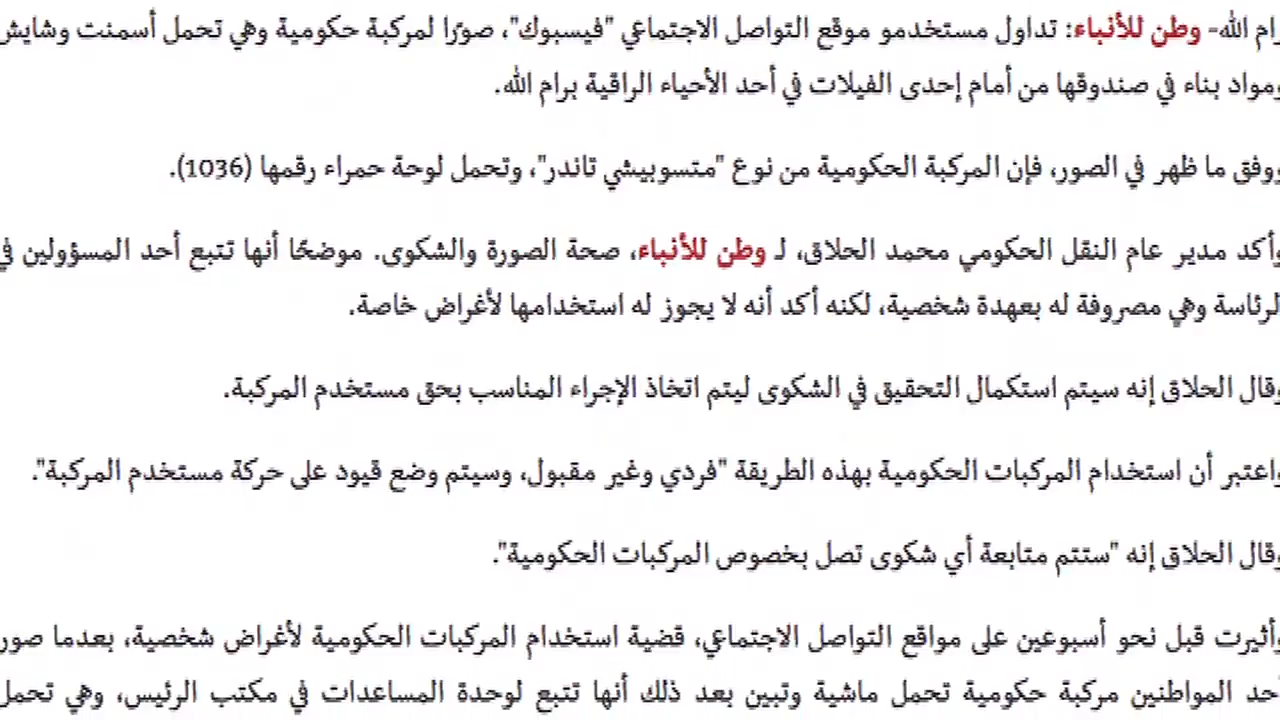 رام الله- وطن للأنباء: تداول مستخدمو موقع التواصل الاجتماعي "فيسبوك"، صورًا لمركبة حكومية وهي تحمل أسمنت وشايش
ومواد بناء في صندوقها من أمام إحدى الفيلات في أحد الأحياء الراقية برام الله.
ووفق ما ظهر في الصور، فإن المركبة الحكومية من نوع "متسوبيشي تاندر"، وتحمل لوحة حمراء رقمها (1036).
وأكد مدير عام النقل الحكومي محمد الحلاق، لـ وطن للأنباء، صحة الصورة والشكوى. موضحًا أنها تتبع أحد المسؤولين في
الرئاسة وهي مصروفة له بعهدة شخصية، لكنه أكد أنه لا يجوز له استخدامها لأغراض خاصة.
وقال الحلاق إنه سيتم استكمال التحقيق في الشكوى ليتم اتخاذ الإجراء المناسب بحق مستخدم المركبة.
واعتبر أن استخدام المركبات الحكومية بهذه الطريقة "فردي وغير مقبول، وسيتم وضع قيود على حركة مستخدم المركبة".
وقال الحلاق إنه "ستتم متابعة أي شكوى تصل بخصوص المركبات الحكومية".
وأثيرت قبل نحو أسبوعين على مواقع التواصل الاجتماعي، قضية استخدام المركبات الحكومية لأغراض شخصية، بعدما صور
أحد المواطنين مركبة حكومية تحمل ماشية وتبين بعد ذلك أنها تتبع لوحدة المساعدات في مكتب الرئيس، وهي تحمل